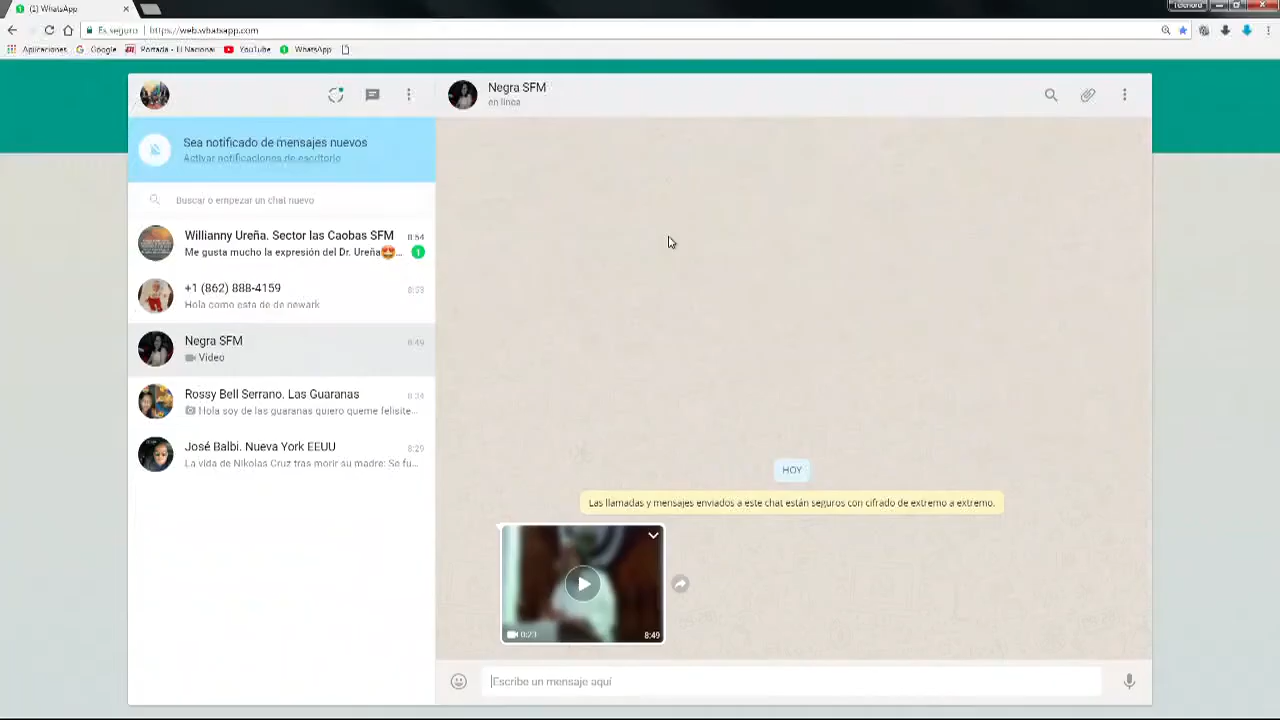 (1) WhatsApp
Telenord
Es seguro | https://web.whatsapp.com
Aplicaciones Google Portada - El Nacional YouTube WhatsApp
Negra SFM
en línea
Sea notificado de mensajes nuevos
Activar notificaciones de escritorio
Buscar o empezar un chat nuevo
Willianny Ureña. Sector las Caobas SFM 8:54
Me gusta mucho la expresión del Dr. Ureña🤩... 1
+1 (862) 888-4159 8:53
Hola como esta de de newark
Negra SFM 8:49
Video
Rossy Bell Serrano. Las Guaranas 8:34
Hola soy de las guaranas quiero queme felisite...
José Balbi. Nueva York EEUU 8:29
La vida de Nikolas Cruz tras morir su madre: Se fu...
HOY
Las llamadas y mensajes enviados a este chat están seguros con cifrado de extremo a extremo.
0:23 8:49
Escribe un mensaje aquí